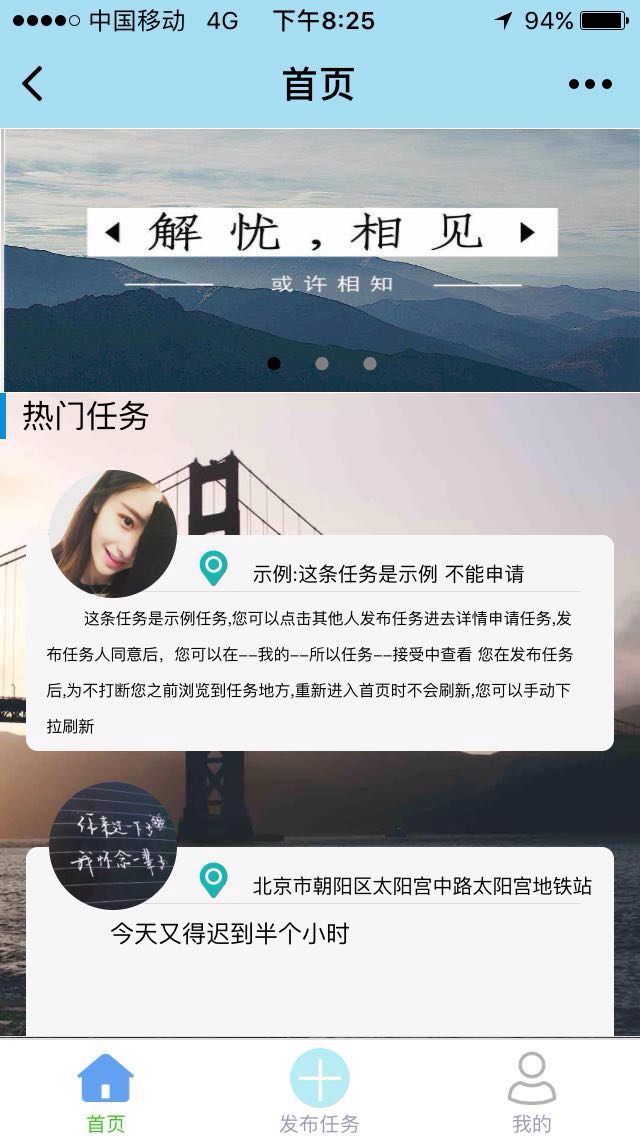 中国移动 4G 下午8:25 94%
首页
解忧，相见
或许相知
热门任务
示例:这条任务是示例 不能申请
这条任务是示例任务,您可以点击其他人发布任务进去详情申请任务,发
布任务人同意后，您可以在--我的--所以任务--接受中查看 您在发布任务
后,为不打断您之前浏览到任务地方,重新进入首页时不会刷新,您可以手动下
拉刷新
你来过一下子
我怀念一辈子
北京市朝阳区太阳宫中路太阳宫地铁站
今天又得迟到半个小时
首页 发布任务 我的